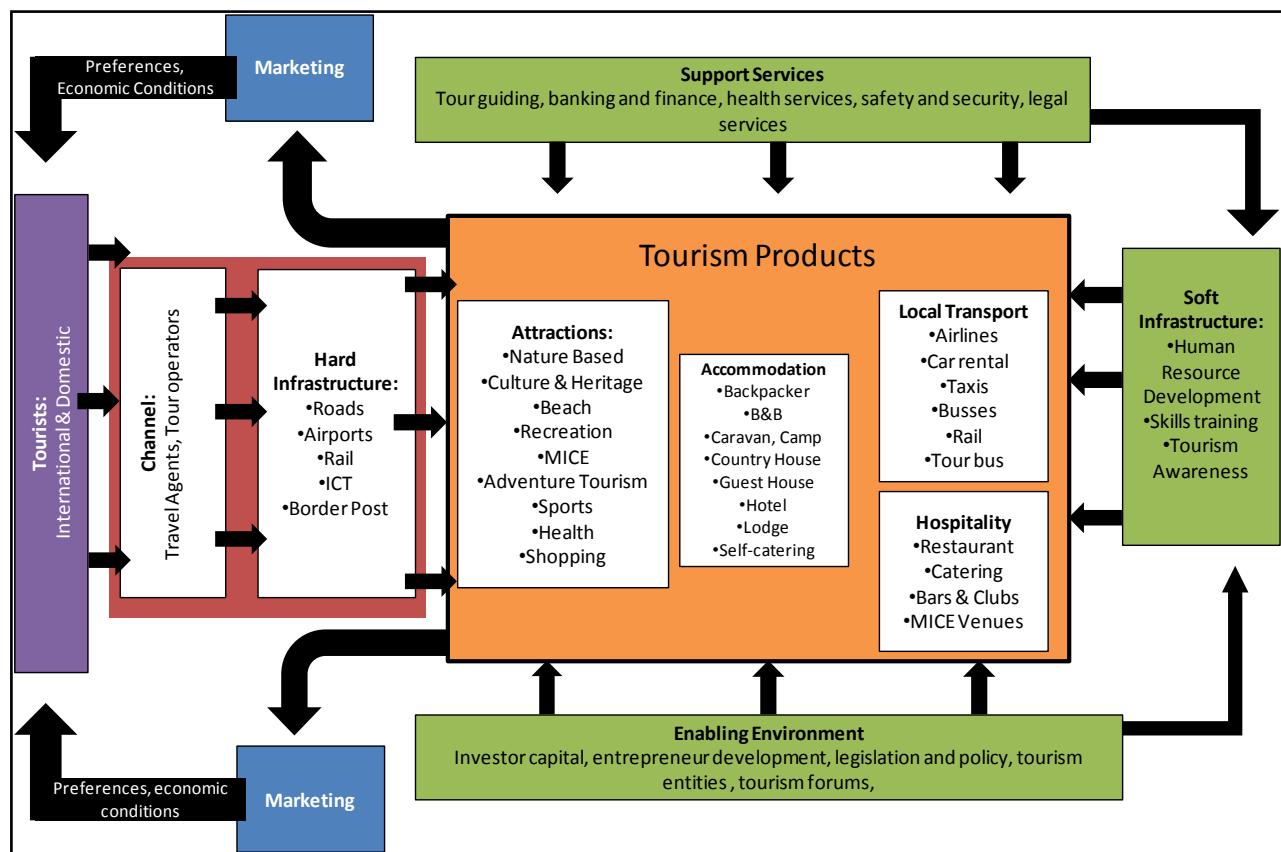 Preferences,
Economic Conditions
Marketing
Support Services
Tour guiding, banking and finance, health services, safety and security, legal
services
Tourists:
International & Domestic
Channel:
Travel Agents, Tour operators
Hard
Infrastructure:
•Roads
•Airports
•Rail
•ICT
•Border Post
Tourism Products
Attractions:
•Nature Based
•Culture & Heritage
•Beach
•Recreation
•MICE
•Adventure Tourism
•Sports
•Health
•Shopping
Accommodation
•Backpacker
•B&B
•Caravan, Camp
•Country House
•Guest House
•Hotel
•Lodge
•Self-catering
Local Transport
•Airlines
•Car rental
•Taxis
•Busses
•Rail
•Tour bus
Hospitality
•Restaurant
•Catering
•Bars & Clubs
•MICE Venues
Soft
Infrastructure:
•Human
Resource
Development
•Skills training
•Tourism
Awareness
Enabling Environment
Investor capital, entrepreneur development, legislation and policy, tourism
entities , tourism forums,
Preferences, economic
conditions
Marketing